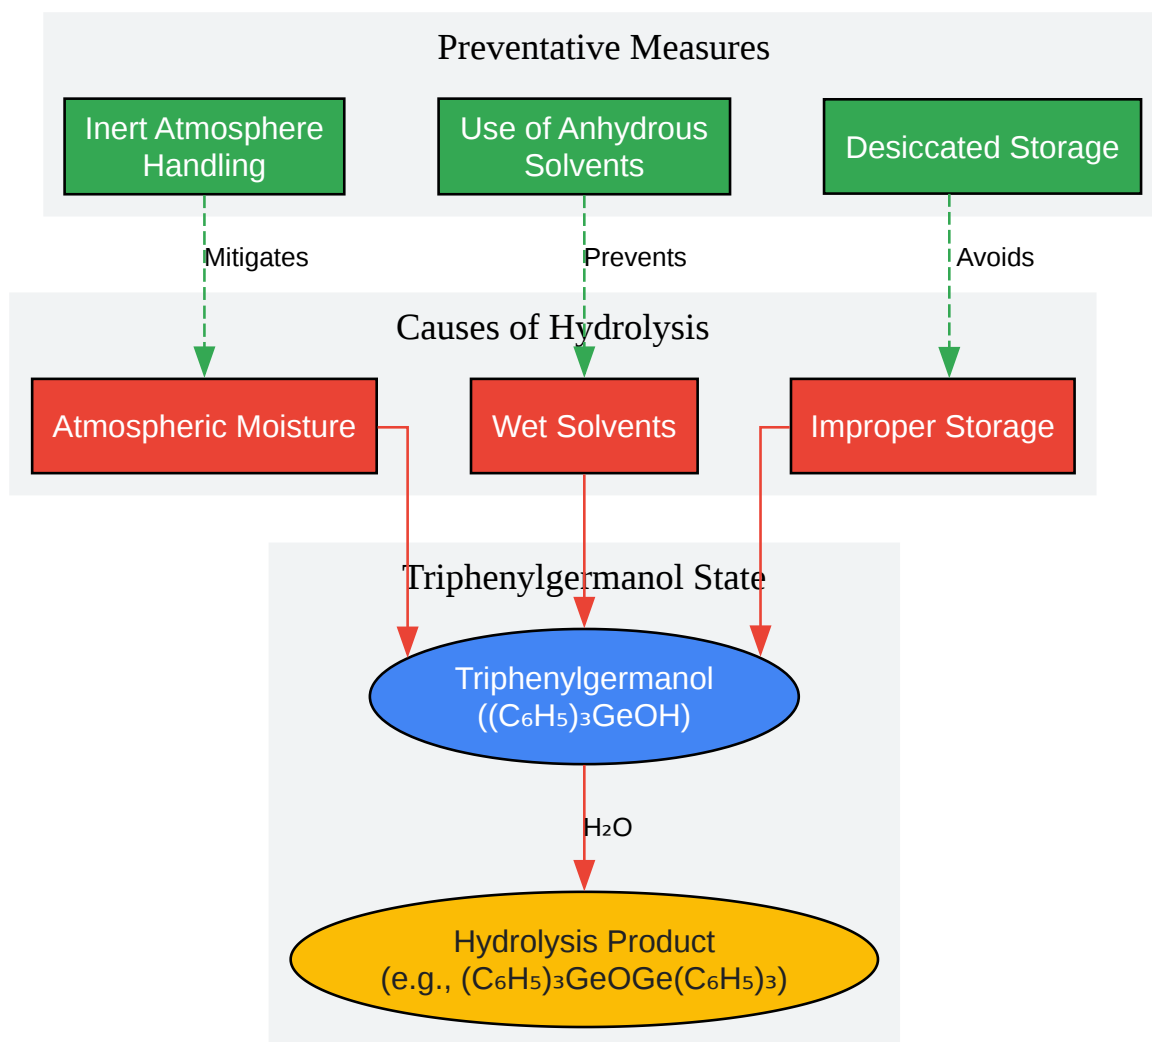 Preventative Measures
Inert Atmosphere
Handling
Use of Anhydrous
Solvents
Desiccated Storage
Mitigates
Prevents
Avoids
Causes of Hydrolysis
Atmospheric Moisture
Wet Solvents
Improper Storage
Triphenylgermanol State
Triphenylgermanol
((C₆H₅)₃GeOH)
H₂O
Hydrolysis Product
(e.g., (C₆H₅)₃GeOGe(C₆H₅)₃)